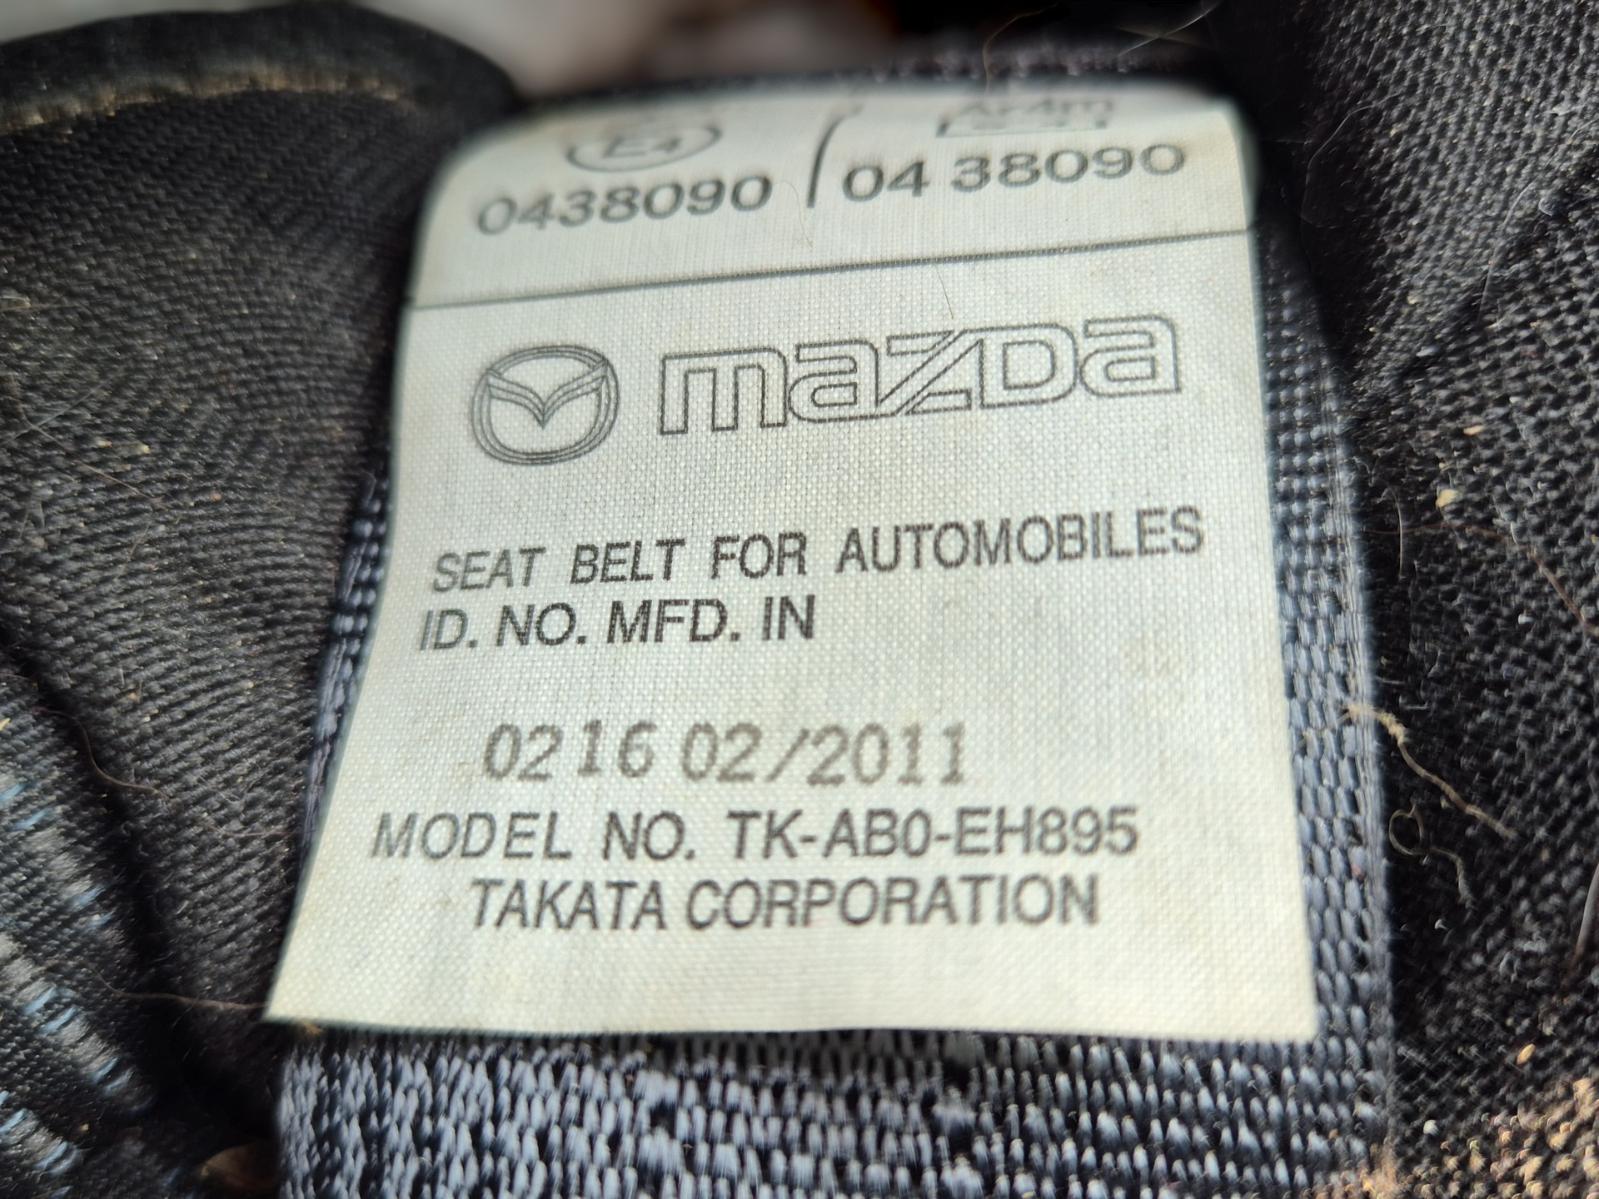 E4 Ar4m
0438090 / 04 38090
mazda
SEAT BELT FOR AUTOMOBILES
ID. NO. MFD. IN
0216 02/2011
MODEL NO. TK-AB0-EH895
TAKATA CORPORATION